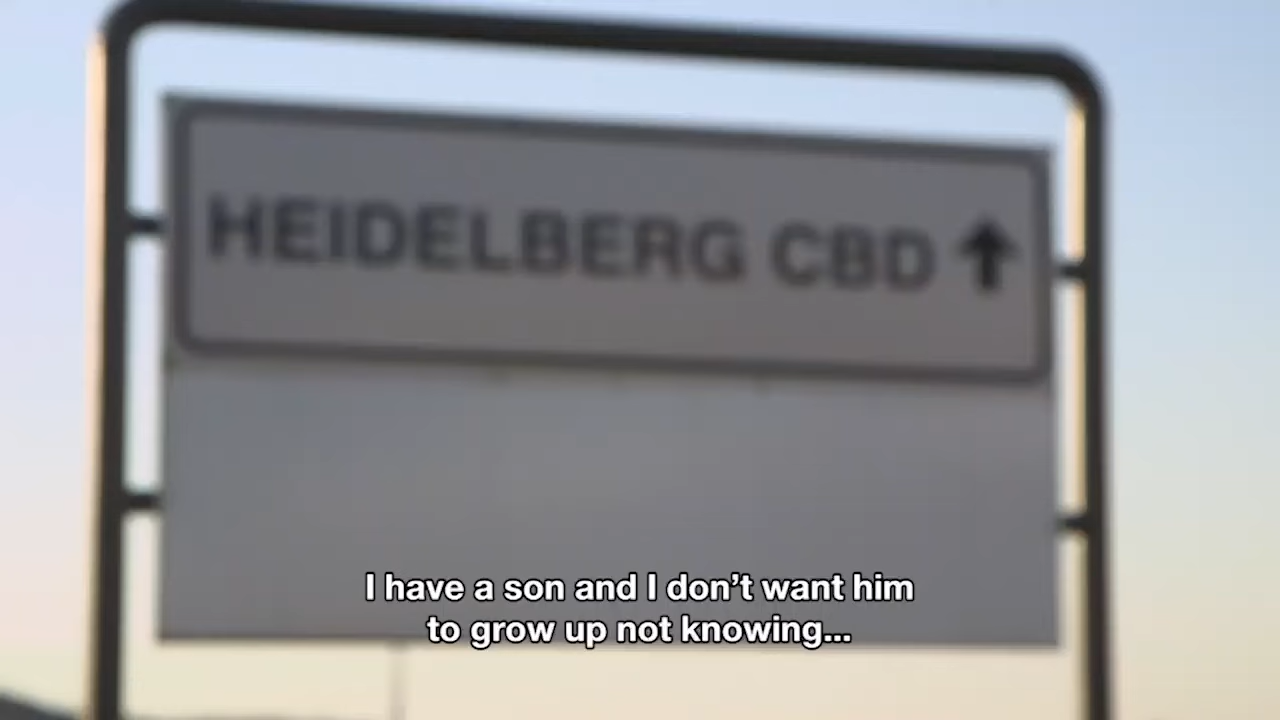 HEIDELBERG CBD ↑
I have a son and I don't want him
to grow up not knowing...